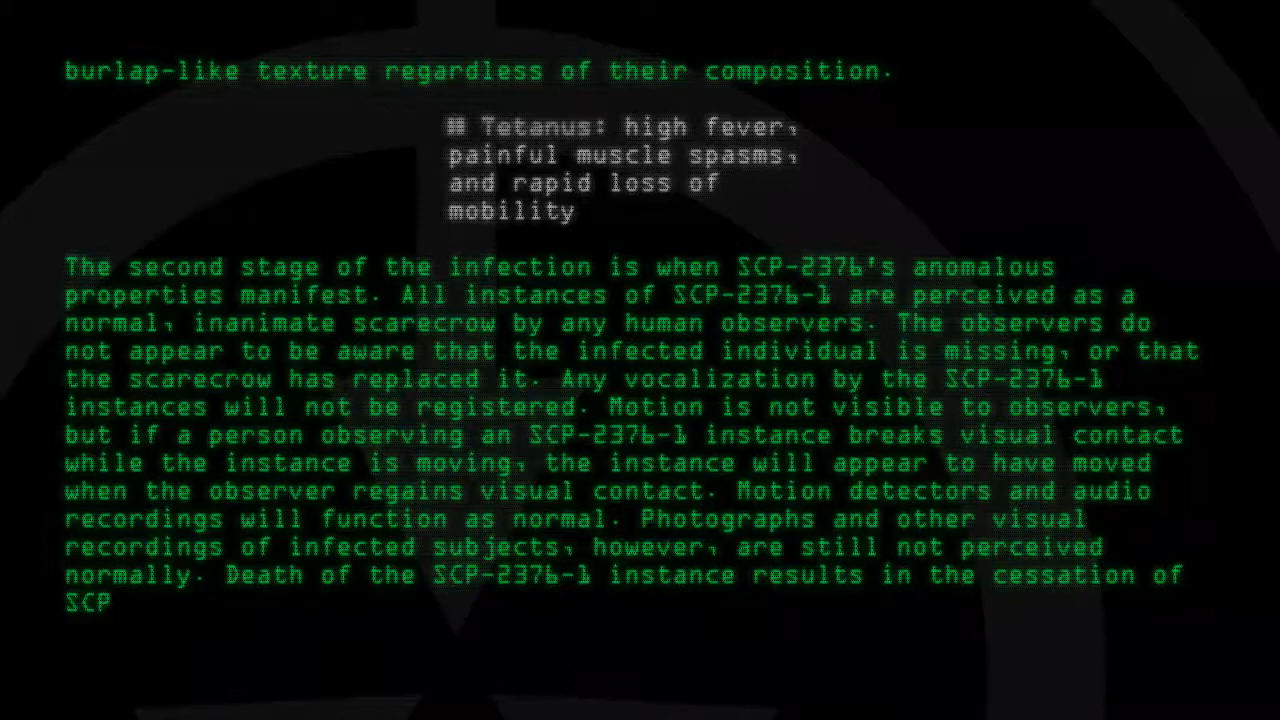 burlap-like texture regardless of their composition.
■ Tetanus: high fever,
painful muscle spasms,
and rapid loss of
mobility
The second stage of the infection is when SCP-2376's anomalous
properties manifest. All instances of SCP-2376-1 are perceived as a
normal, inanimate scarecrow by any human observers. The observers do
not appear to be aware that the infected individual is missing, or that
the scarecrow has replaced it. Any vocalization by the SCP-2376-1
instances will not be registered. Motion is not visible to observers,
but if a person observing an SCP-2376-1 instance breaks visual contact
while the instance is moving, the instance will appear to have moved
when the observer regains visual contact. Motion detectors and audio
recordings will function as normal. Photographs and other visual
recordings of infected subjects, however, are still not perceived
normally. Death of the SCP-2376-1 instance results in the cessation of
SCP